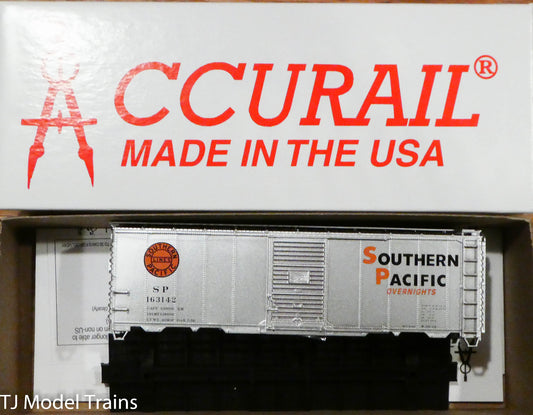 ACCURAIL®
MADE IN THE USA
SOUTHERN
LINES
PACIFIC
SP
163142
SOUTHERN
PACIFIC
OVERNIGHTS
TJ Model Trains